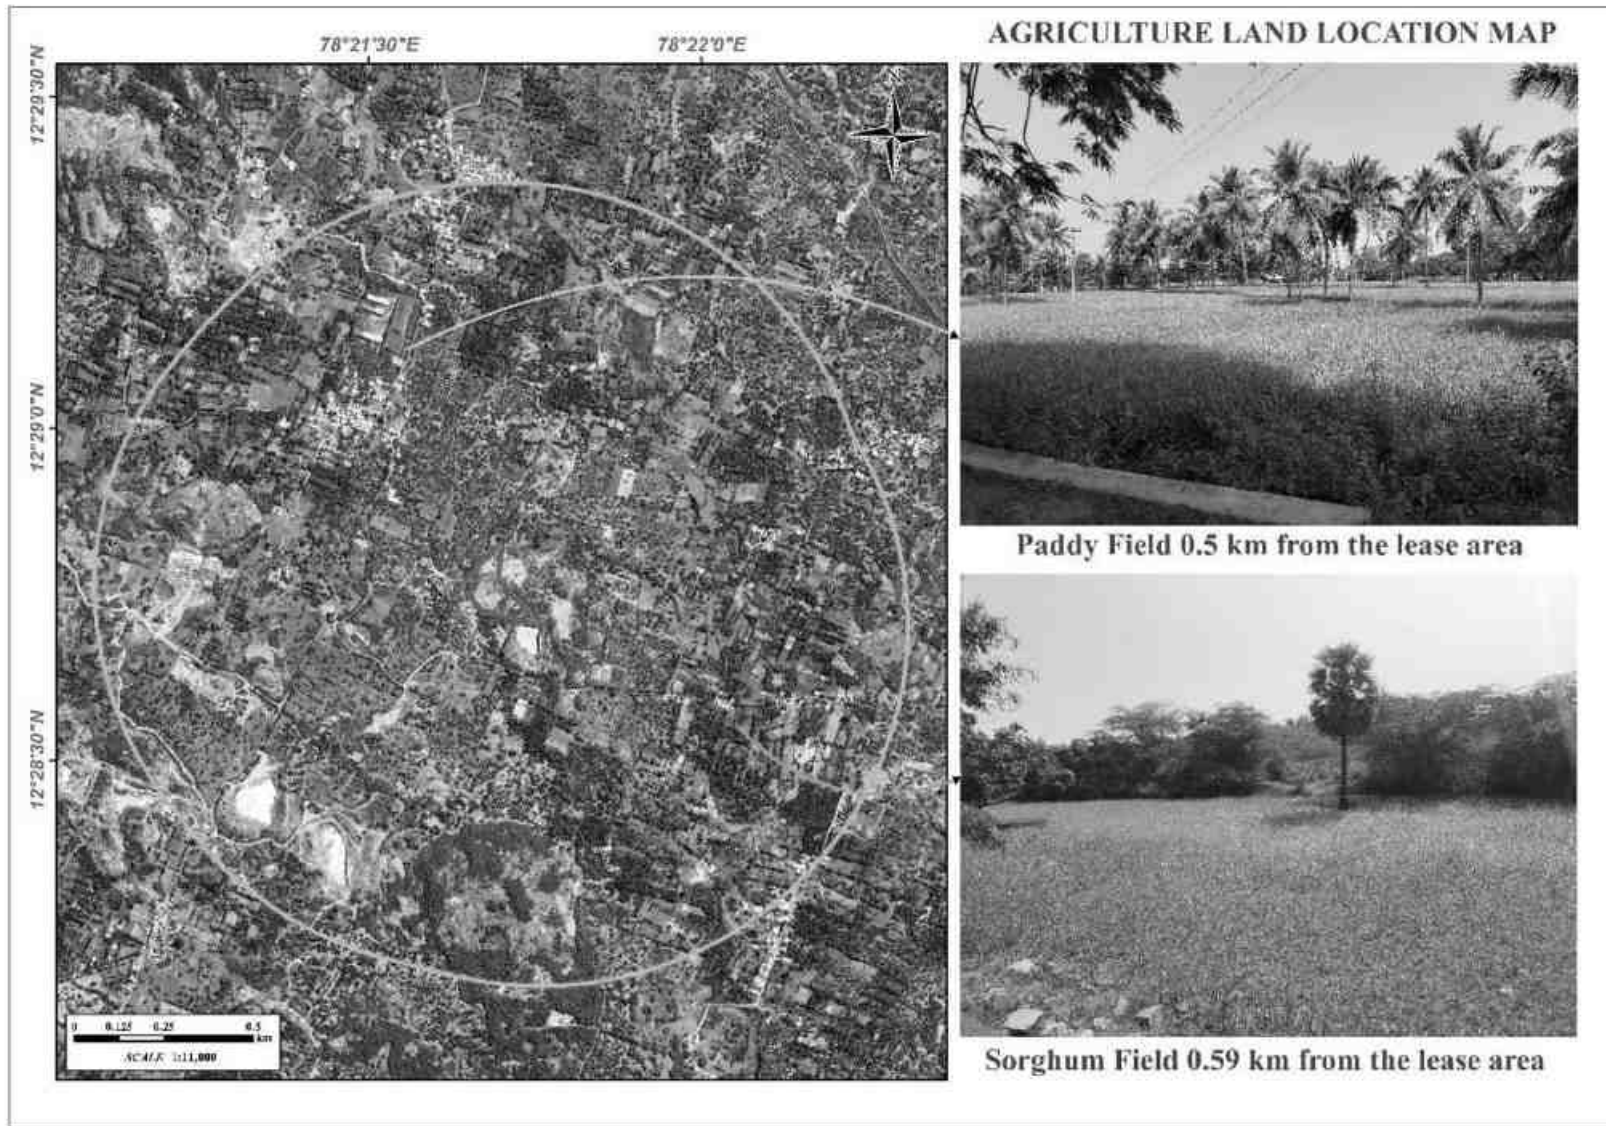 78°21'30"E
78°22'0"E
AGRICULTURE LAND LOCATION MAP
12°29'30"N
12°29'0"N
12°28'30"N
Paddy Field 0.5 km from the lease area
Sorghum Field 0.59 km from the lease area
0 0.125 0.25 0.5
km
SCALE 1:11,000